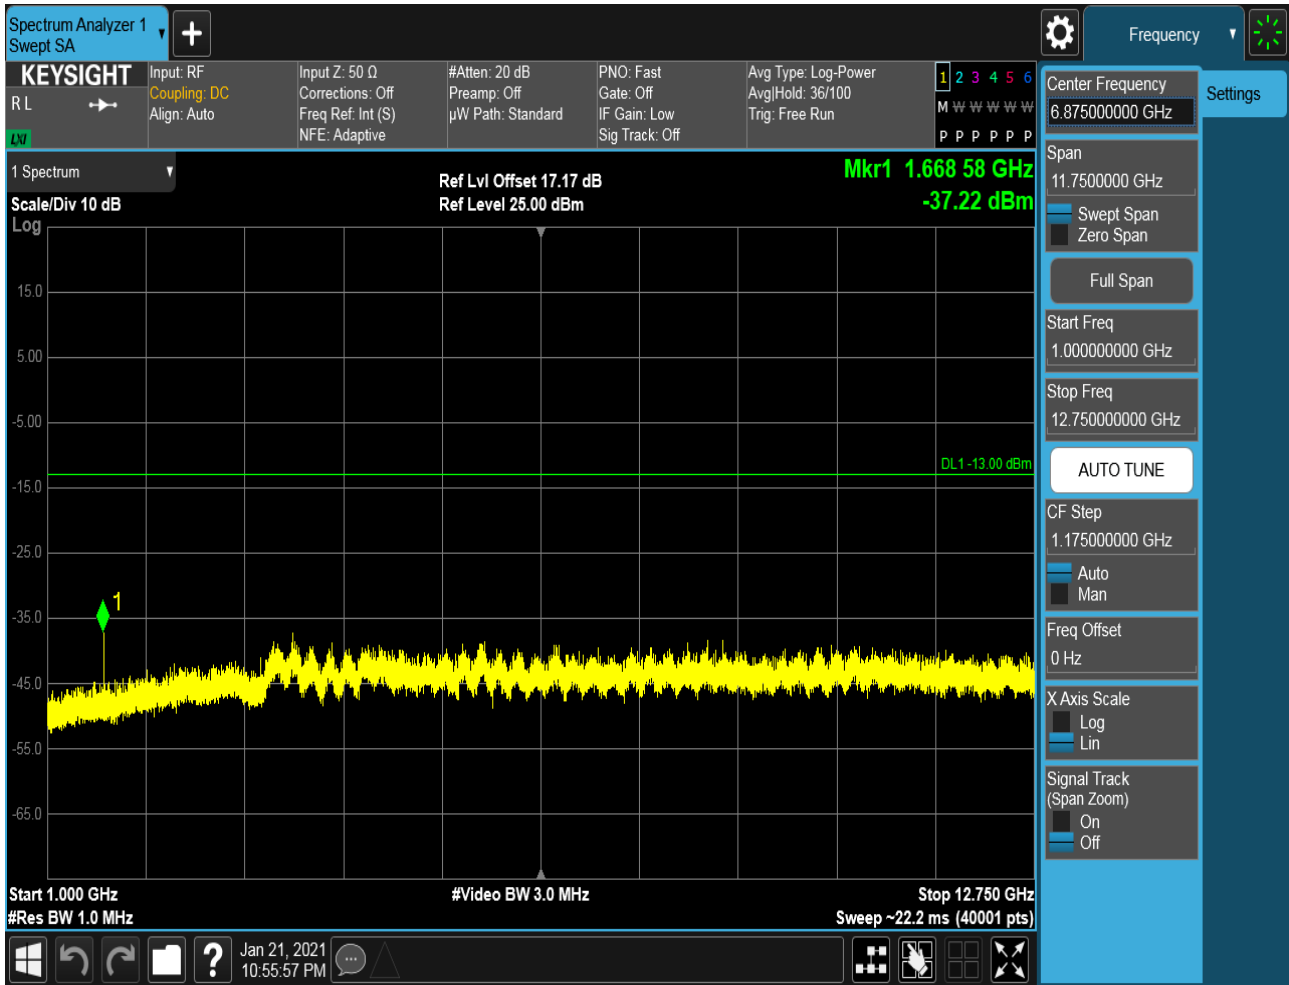 Spectrum Analyzer 1
Swept SA
Frequency
KEYSIGHT
R L
LXI
Input: RF
Coupling: DC
Align: Auto
Input Z: 50 Ω
Corrections: Off
Freq Ref: Int (S)
NFE: Adaptive
#Atten: 20 dB
Preamp: Off
µW Path: Standard
PNO: Fast
Gate: Off
IF Gain: Low
Sig Track: Off
Avg Type: Log-Power
Avg|Hold: 36/100
Trig: Free Run
1 2 3 4 5 6
M W W W W W
P P P P P P
1 Spectrum
Scale/Div 10 dB
Log
Ref Lvl Offset 17.17 dB
Ref Level 25.00 dBm
Mkr1 1.668 58 GHz
-37.22 dBm
15.0
5.00
-5.00
DL1 -13.00 dBm
-15.0
-25.0
1
-35.0
-45.0
-55.0
-65.0
Start 1.000 GHz
#Res BW 1.0 MHz
#Video BW 3.0 MHz
Stop 12.750 GHz
Sweep ~22.2 ms (40001 pts)
Jan 21, 2021
10:55:57 PM
?
Center Frequency
6.875000000 GHz
Settings
Span
11.7500000 GHz
Swept Span
Zero Span
Full Span
Start Freq
1.000000000 GHz
Stop Freq
12.750000000 GHz
AUTO TUNE
CF Step
1.175000000 GHz
Auto
Man
Freq Offset
0 Hz
X Axis Scale
Log
Lin
Signal Track
(Span Zoom)
On
Off